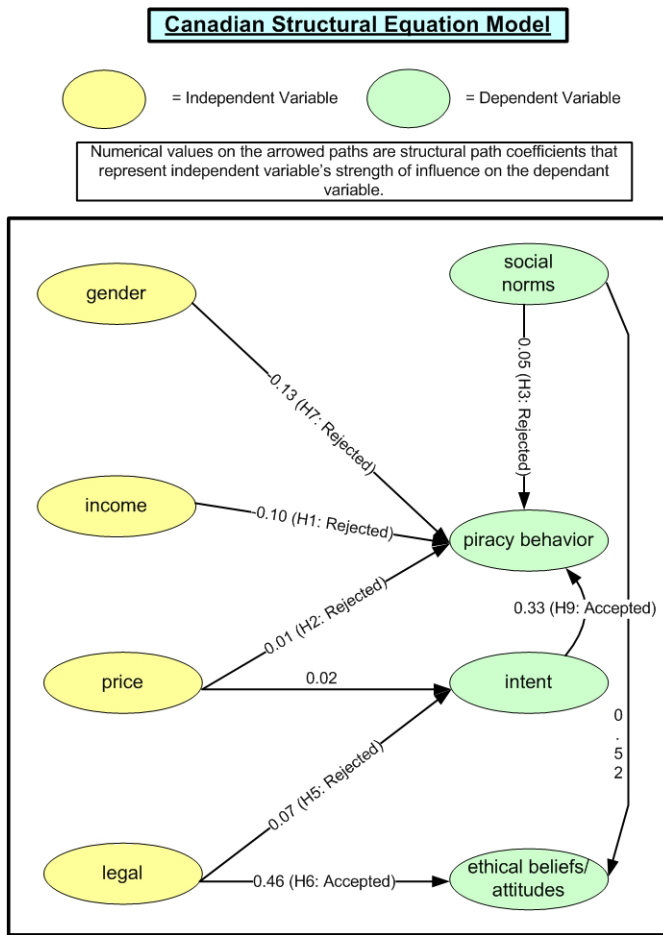 Canadian Structural Equation Model
= Independent Variable
= Dependent Variable
Numerical values on the arrowed paths are structural path coefficients that
represent independent variable's strength of influence on the dependant
variable.
gender
social
norms
-0.13 (H7: Rejected)
0.05 (H3: Rejected)
income
-0.10 (H1: Rejected)
piracy behavior
0.01 (H2: Rejected)
0.33 (H9: Accepted)
price
0.02
intent
0.52
0.07 (H5: Rejected)
legal
0.46 (H6: Accepted)
ethical beliefs/
attitudes